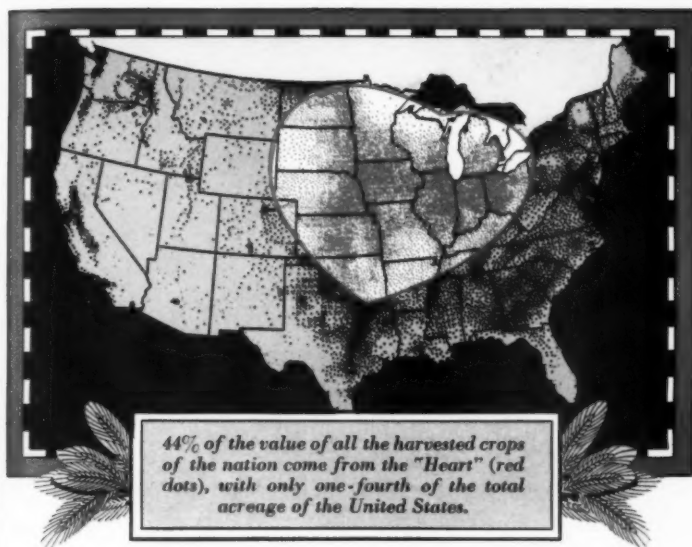 44% of the value of all the harvested crops
of the nation come from the "Heart" (red
dots), with only one-fourth of the total
acreage of the United States.